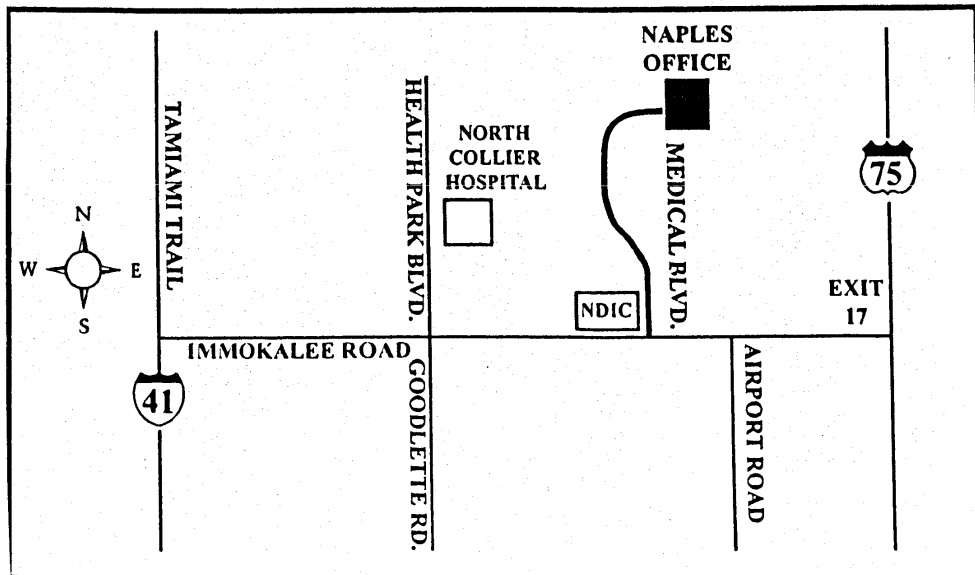 NAPLES
OFFICE
TAMIAMI TRAIL
HEALTH PARK BLVD.
NORTH
COLLIER
HOSPITAL
MEDICAL BLVD.
75
N
W E
S
NDIC
EXIT
17
IMMOKALEE ROAD
41
GOODLETTE RD.
AIRPORT ROAD